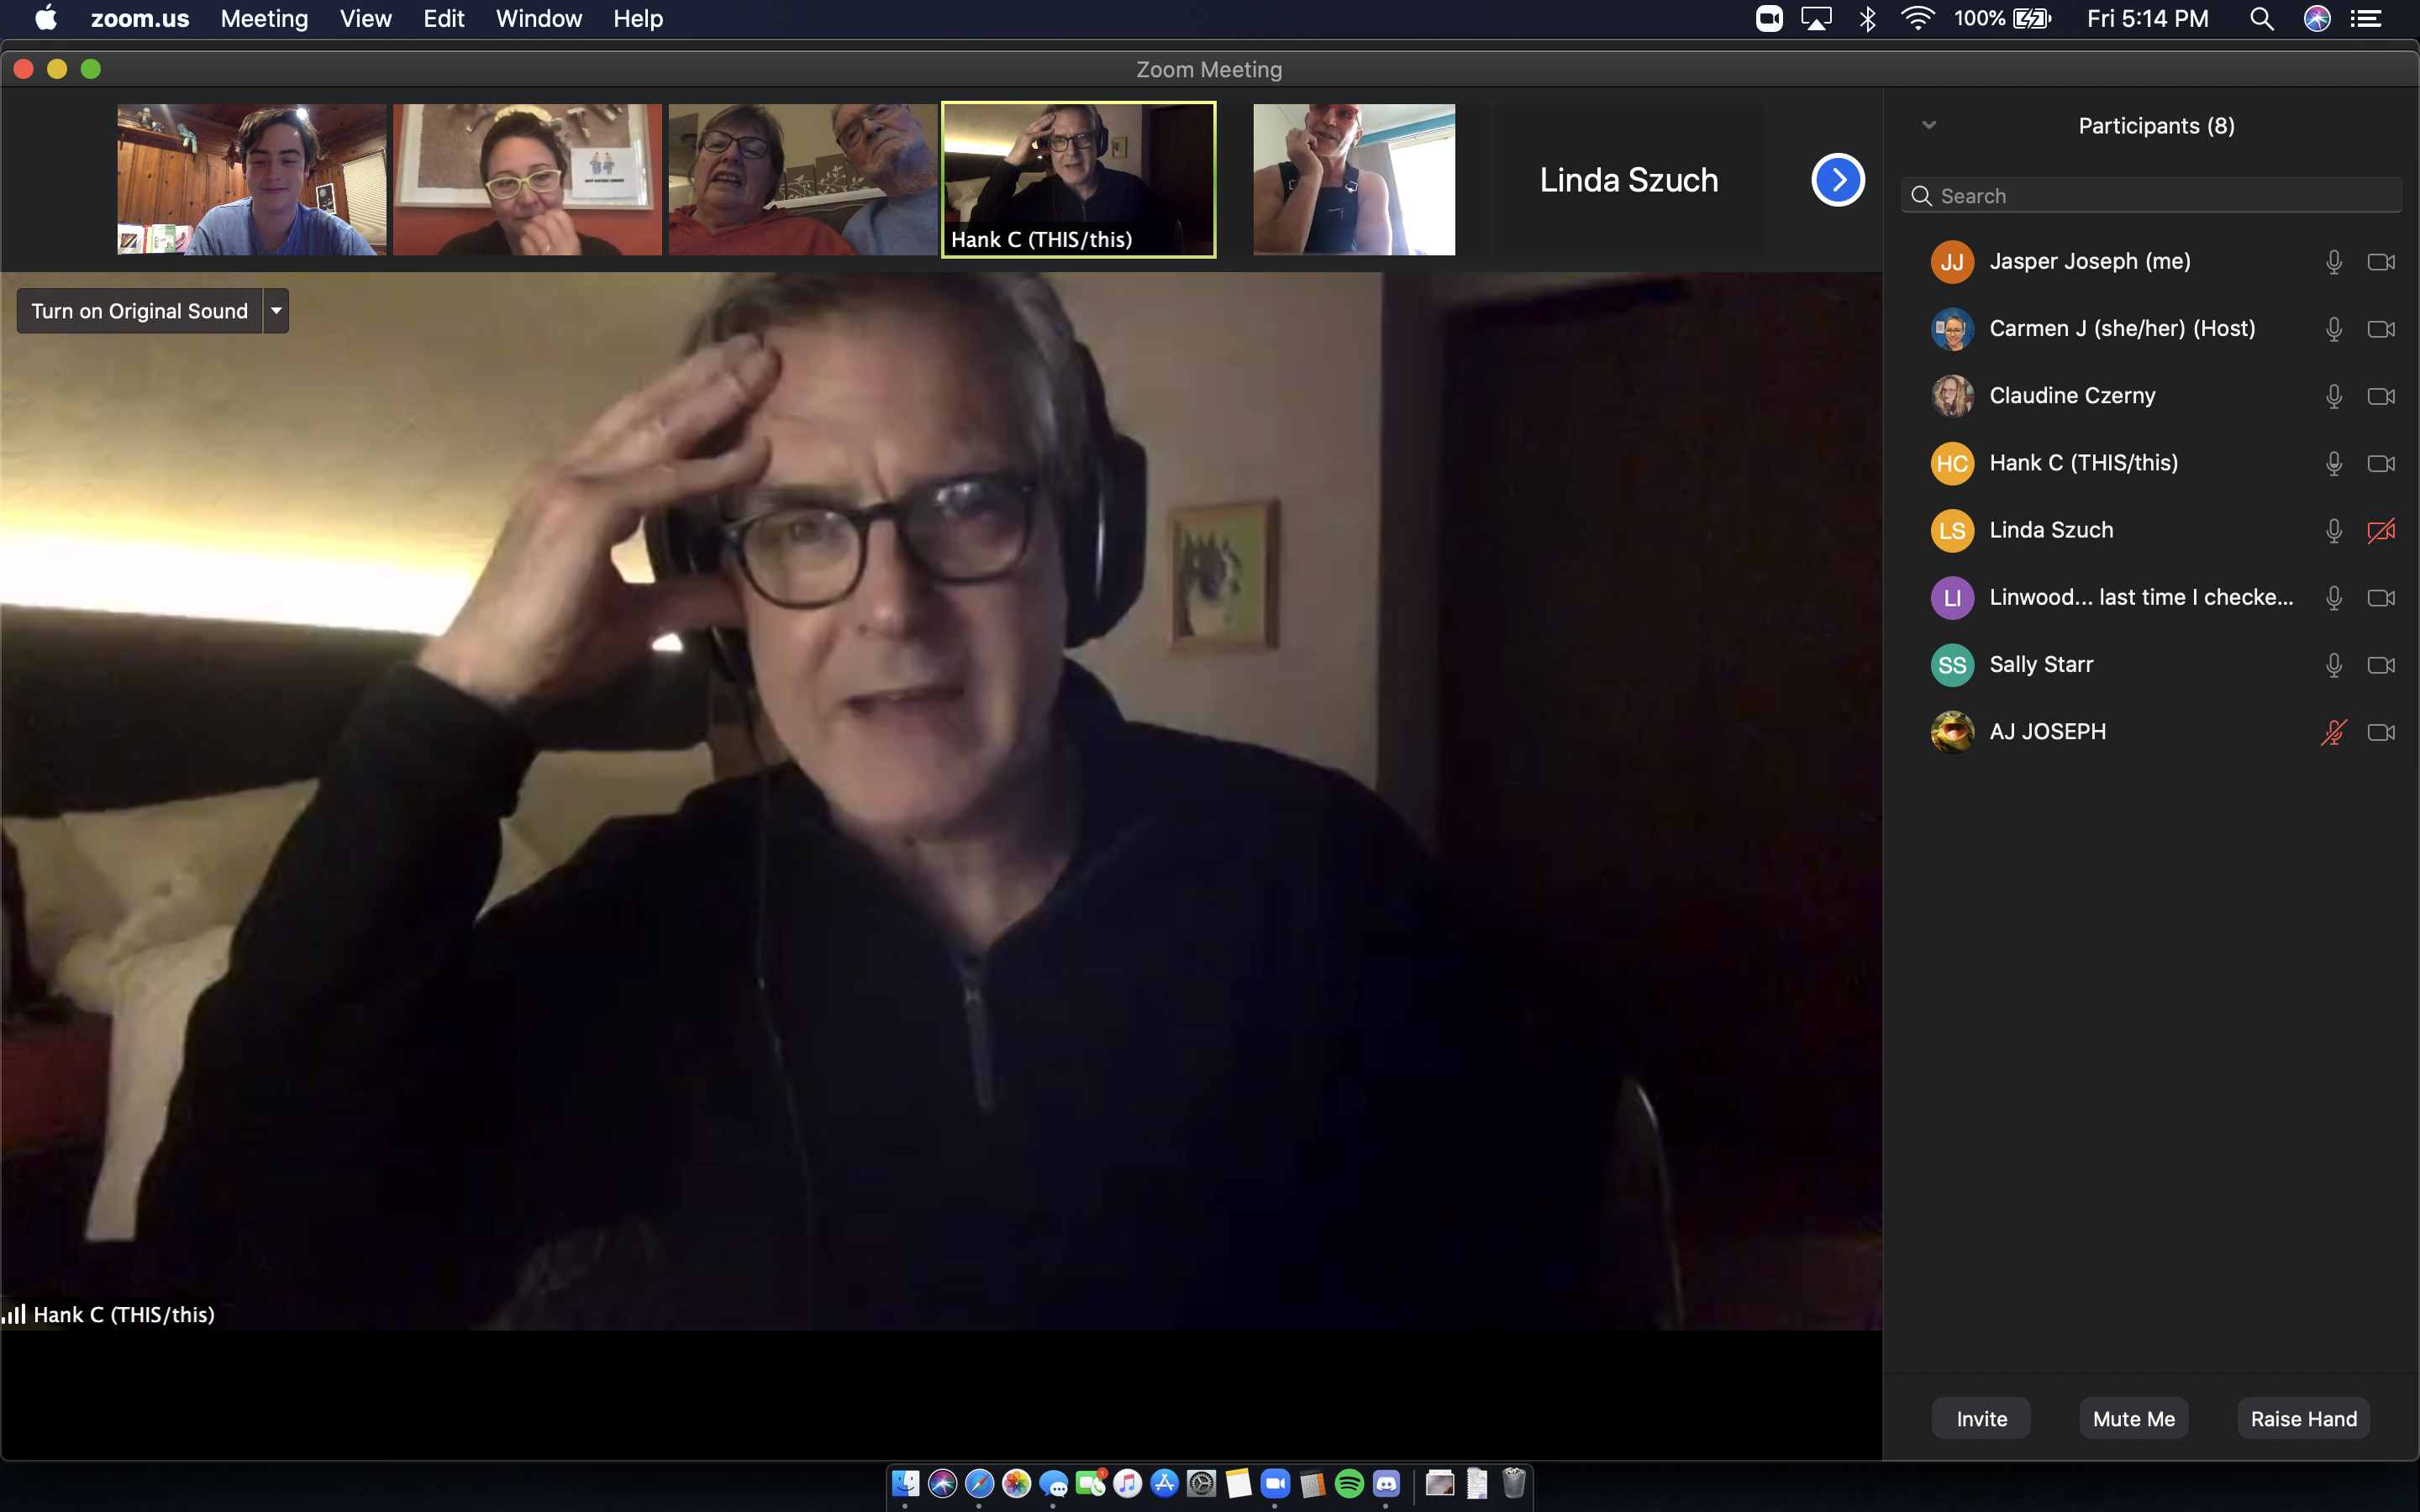 zoom.us Meeting View Edit Window Help 100% Fri 5:14 PM
Zoom Meeting
Hank C (THIS/this)
Linda Szuch
Turn on Original Sound
Hank C (THIS/this)
Participants (8)
Search
JJ Jasper Joseph (me)
Carmen J (she/her) (Host)
Claudine Czerny
HC Hank C (THIS/this)
LS Linda Szuch
LI Linwood... last time I checke...
SS Sally Starr
AJ JOSEPH
Invite Mute Me Raise Hand